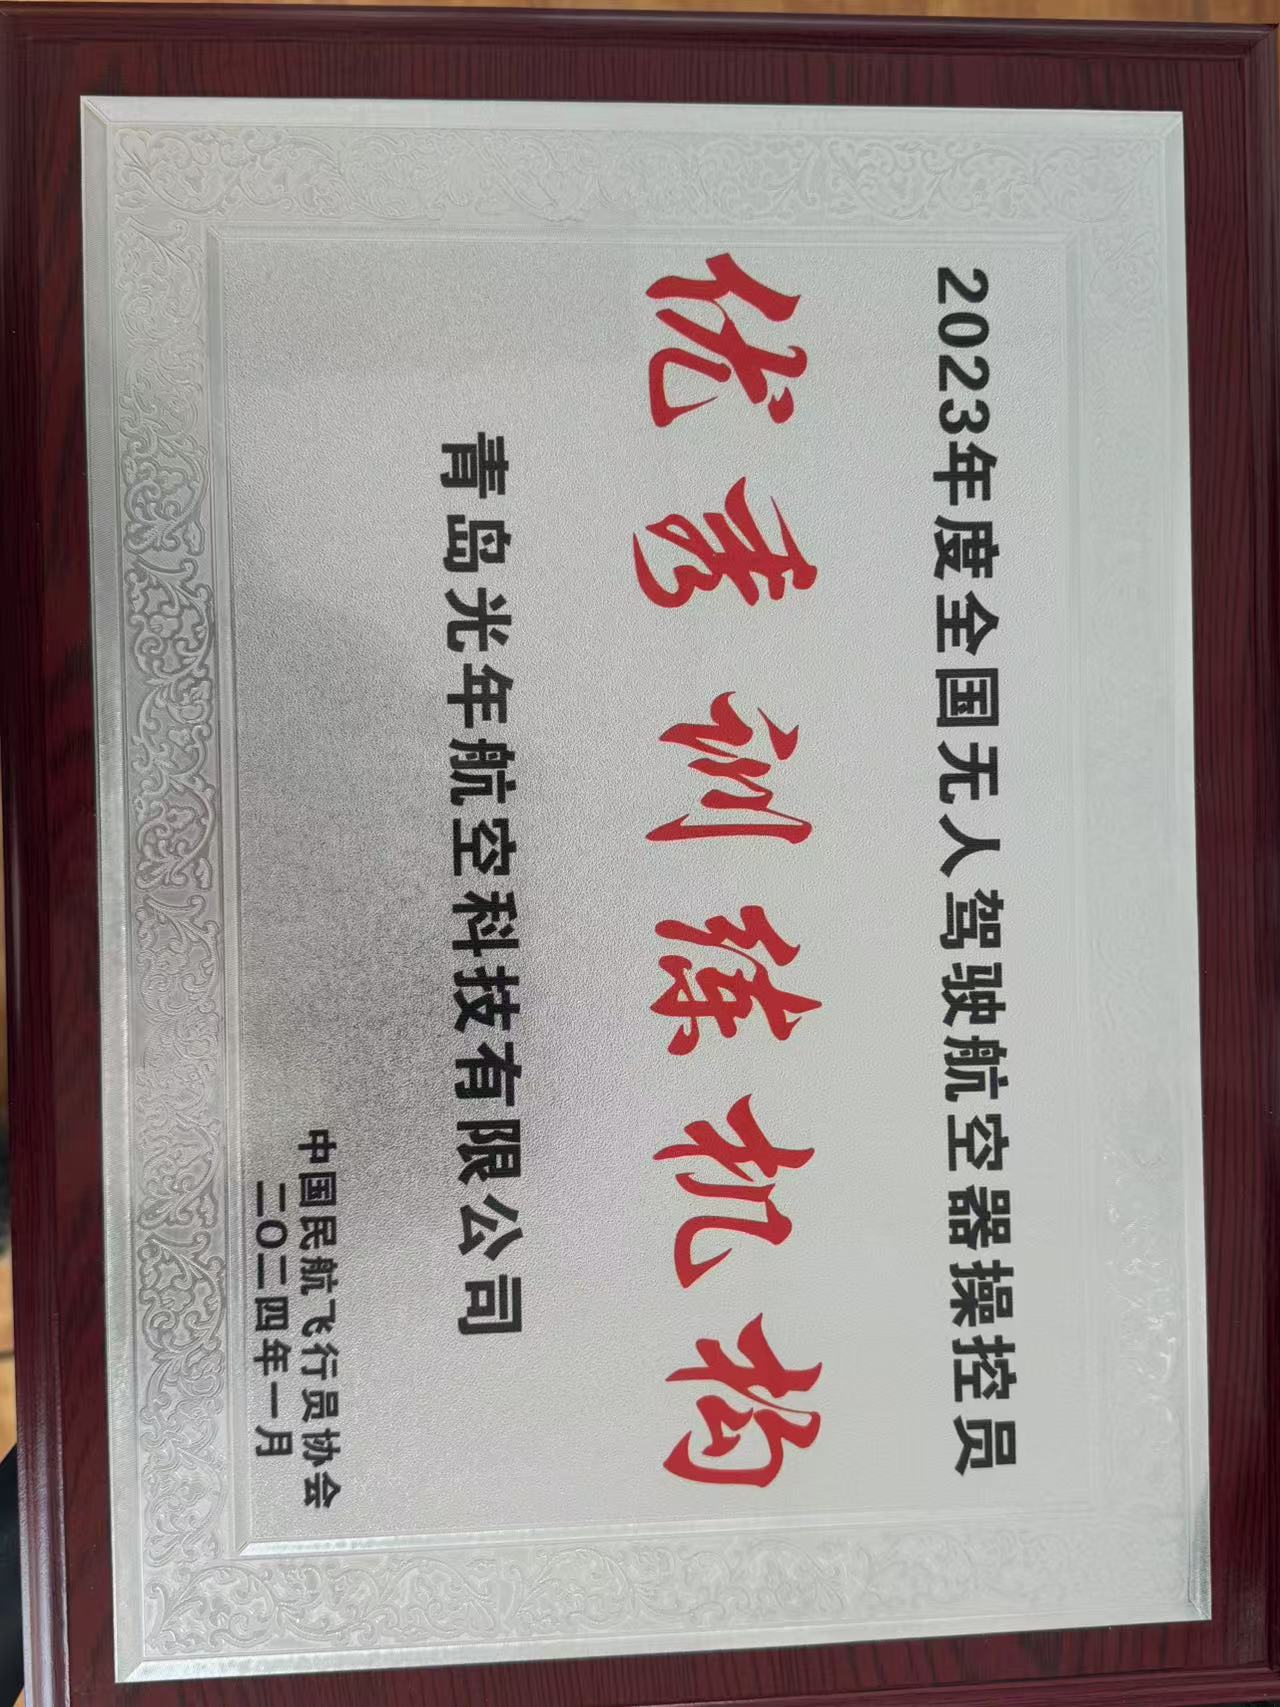 2023年度全国无人驾驶航空器操控员
优秀训练机构
青岛光年航空科技有限公司
中国民航飞行员协会
二〇二四年一月